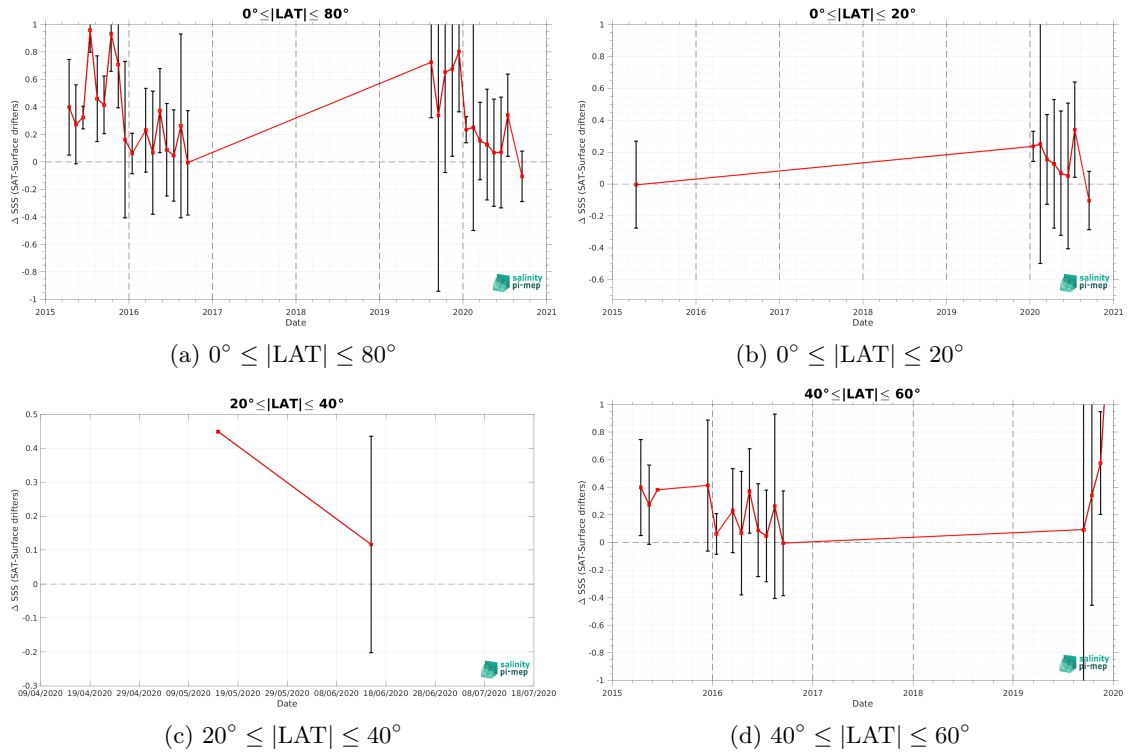 0°≤|LAT|≤ 80°
1
0.8
0.6
0.4
0.2
0
-0.2
-0.4
-0.6
-0.8
-1
Δ SSS (SAT-Surface drifters)
2015 2016 2017 2018 2019 2020 2021
Date
salinity
pi-mep
(a) 0° ≤ |LAT| ≤ 80°
0°≤|LAT|≤ 20°
1
0.8
0.6
0.4
0.2
0
-0.2
-0.4
-0.6
Δ SSS (SAT-Surface drifters)
2015 2016 2017 2018 2019 2020 2021
Date
salinity
pi-mep
(b) 0° ≤ |LAT| ≤ 20°
20°≤|LAT|≤ 40°
0.5
0.4
0.3
0.2
0.1
0
-0.1
-0.2
-0.3
Δ SSS (SAT-Surface drifters)
09/04/2020 19/04/2020 29/04/2020 09/05/2020 19/05/2020 29/05/2020 08/06/2020 18/06/2020 28/06/2020 08/07/2020 18/07/2020
Date
salinity
pi-mep
(c) 20° ≤ |LAT| ≤ 40°
40°≤|LAT|≤ 60°
1
0.8
0.6
0.4
0.2
0
-0.2
-0.4
-0.6
-0.8
-1
Δ SSS (SAT-Surface drifters)
2015 2016 2017 2018 2019 2020
Date
salinity
pi-mep
(d) 40° ≤ |LAT| ≤ 60°